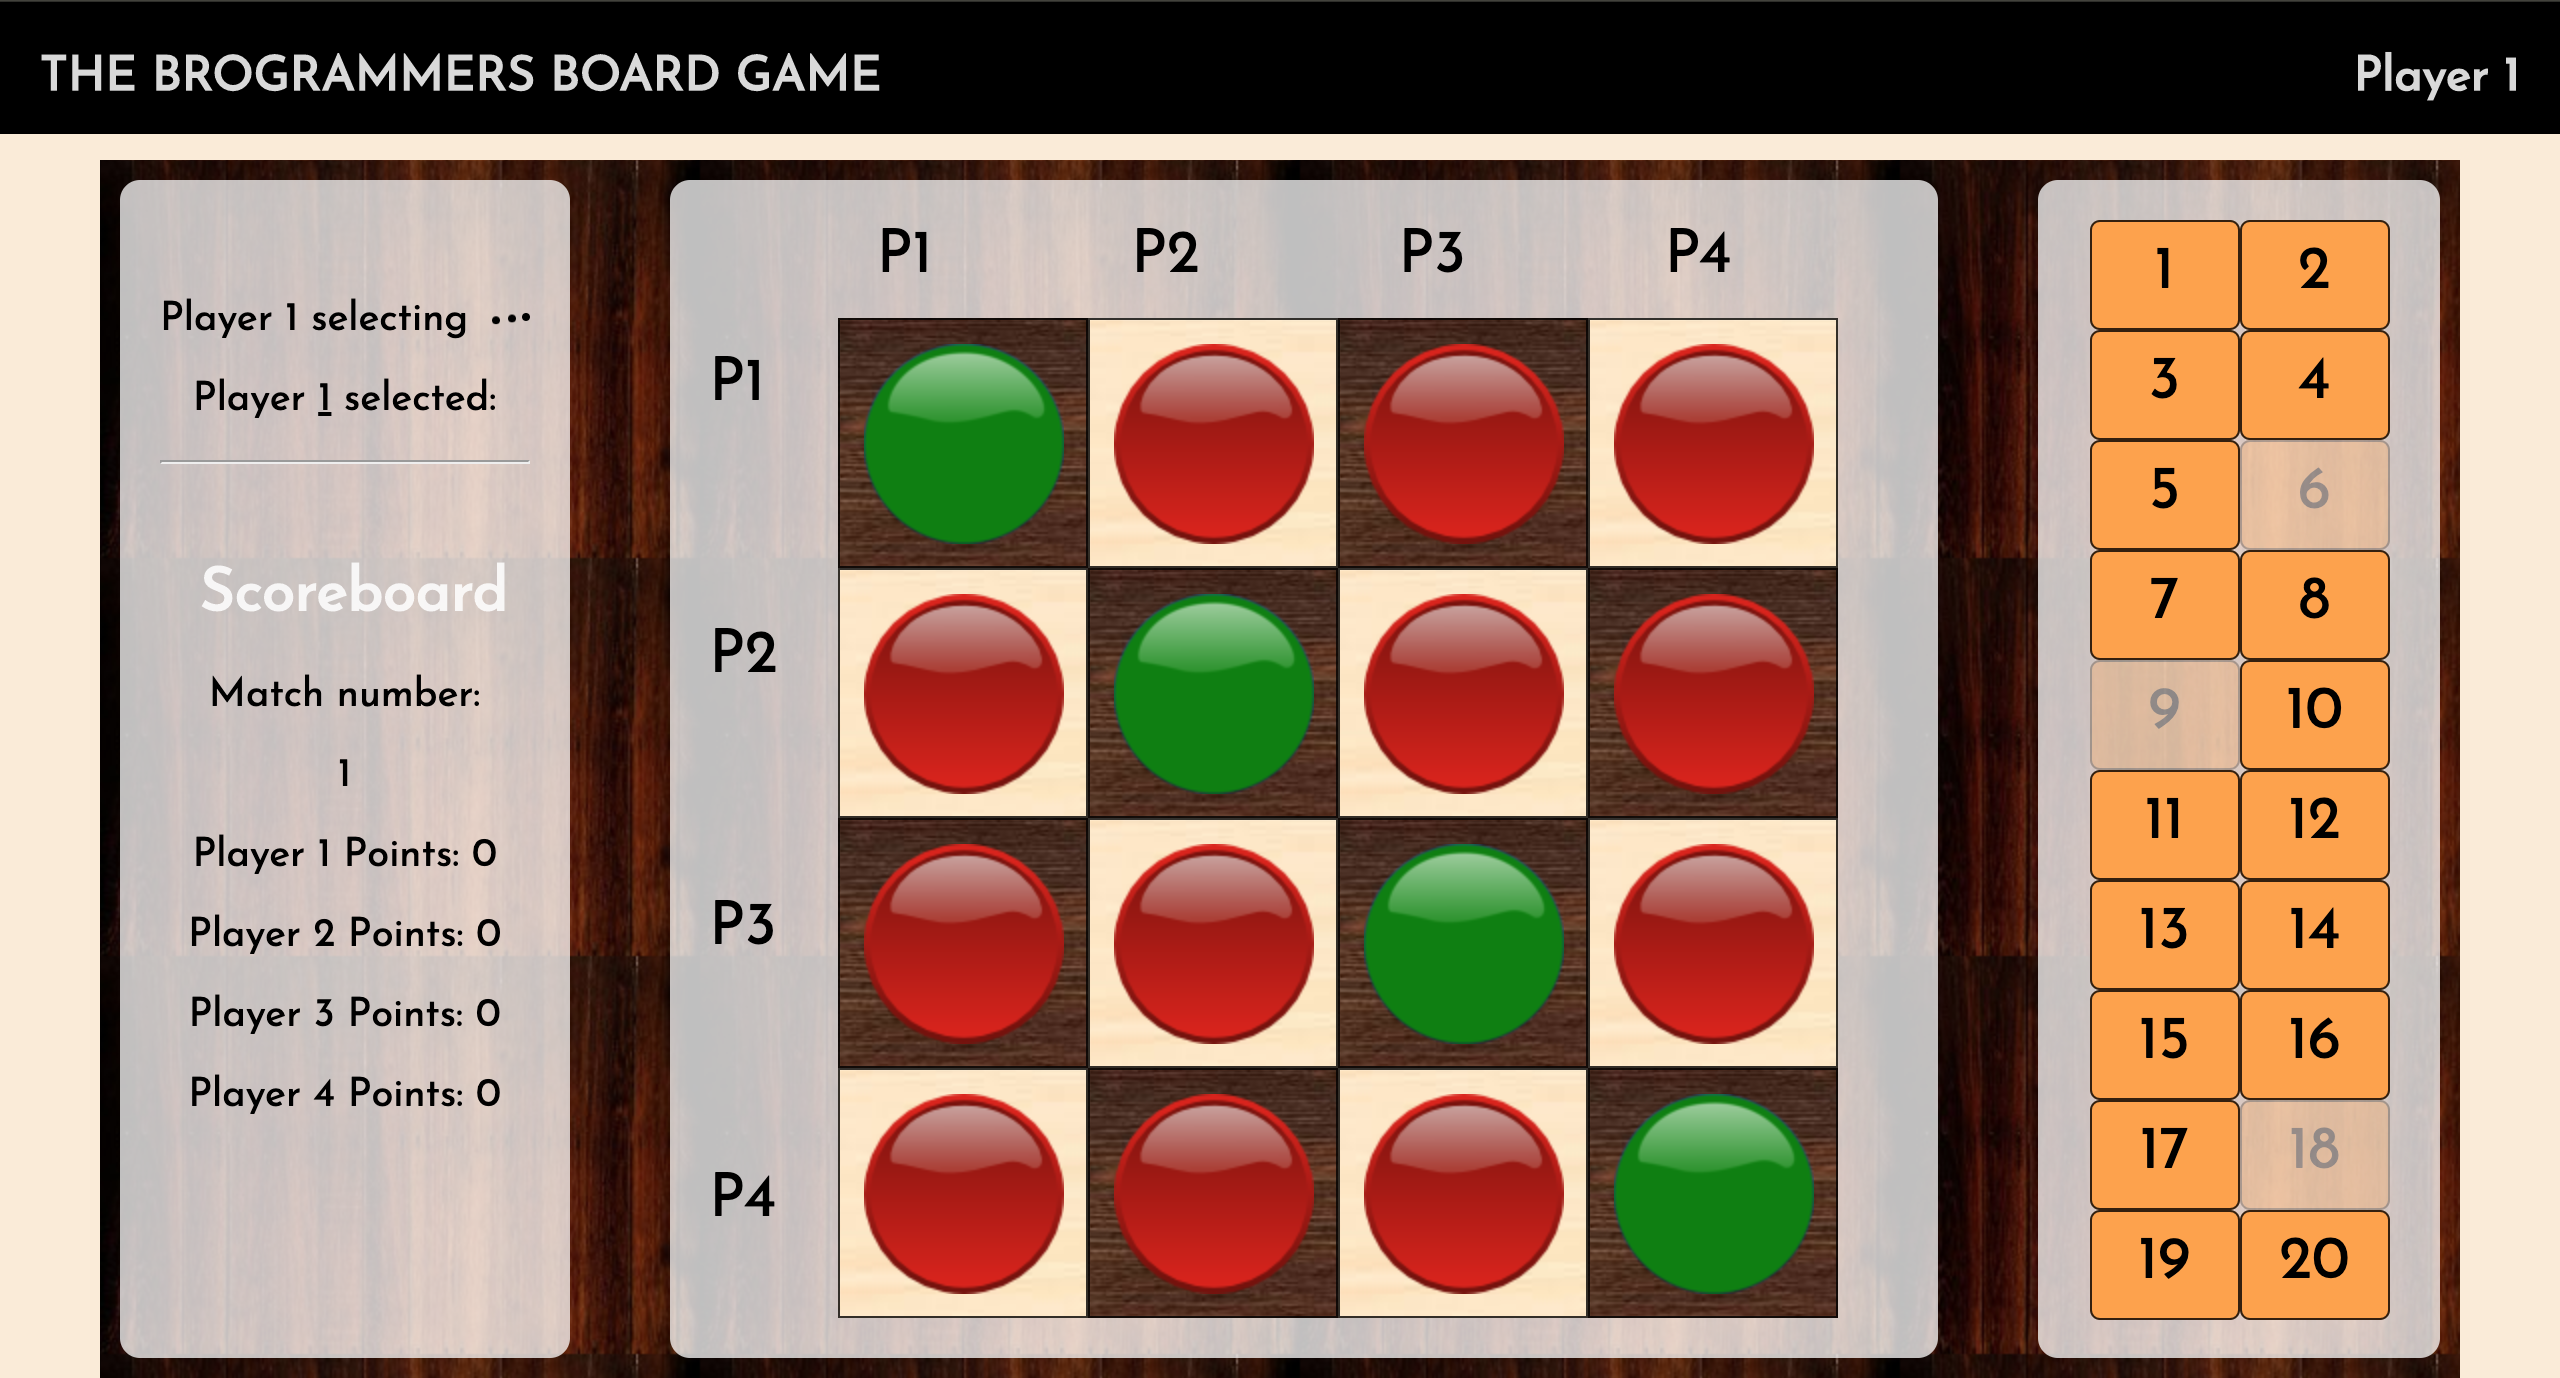 THE BROGRAMMERS BOARD GAME
Player 1
Player 1 selecting ...
Player 1 selected:
Scoreboard
Match number:
1
Player 1 Points: 0
Player 2 Points: 0
Player 3 Points: 0
Player 4 Points: 0
P1 P2 P3 P4
P1
P2
P3
P4
1 2
3 4
5 6
7 8
9 10
11 12
13 14
15 16
17 18
19 20